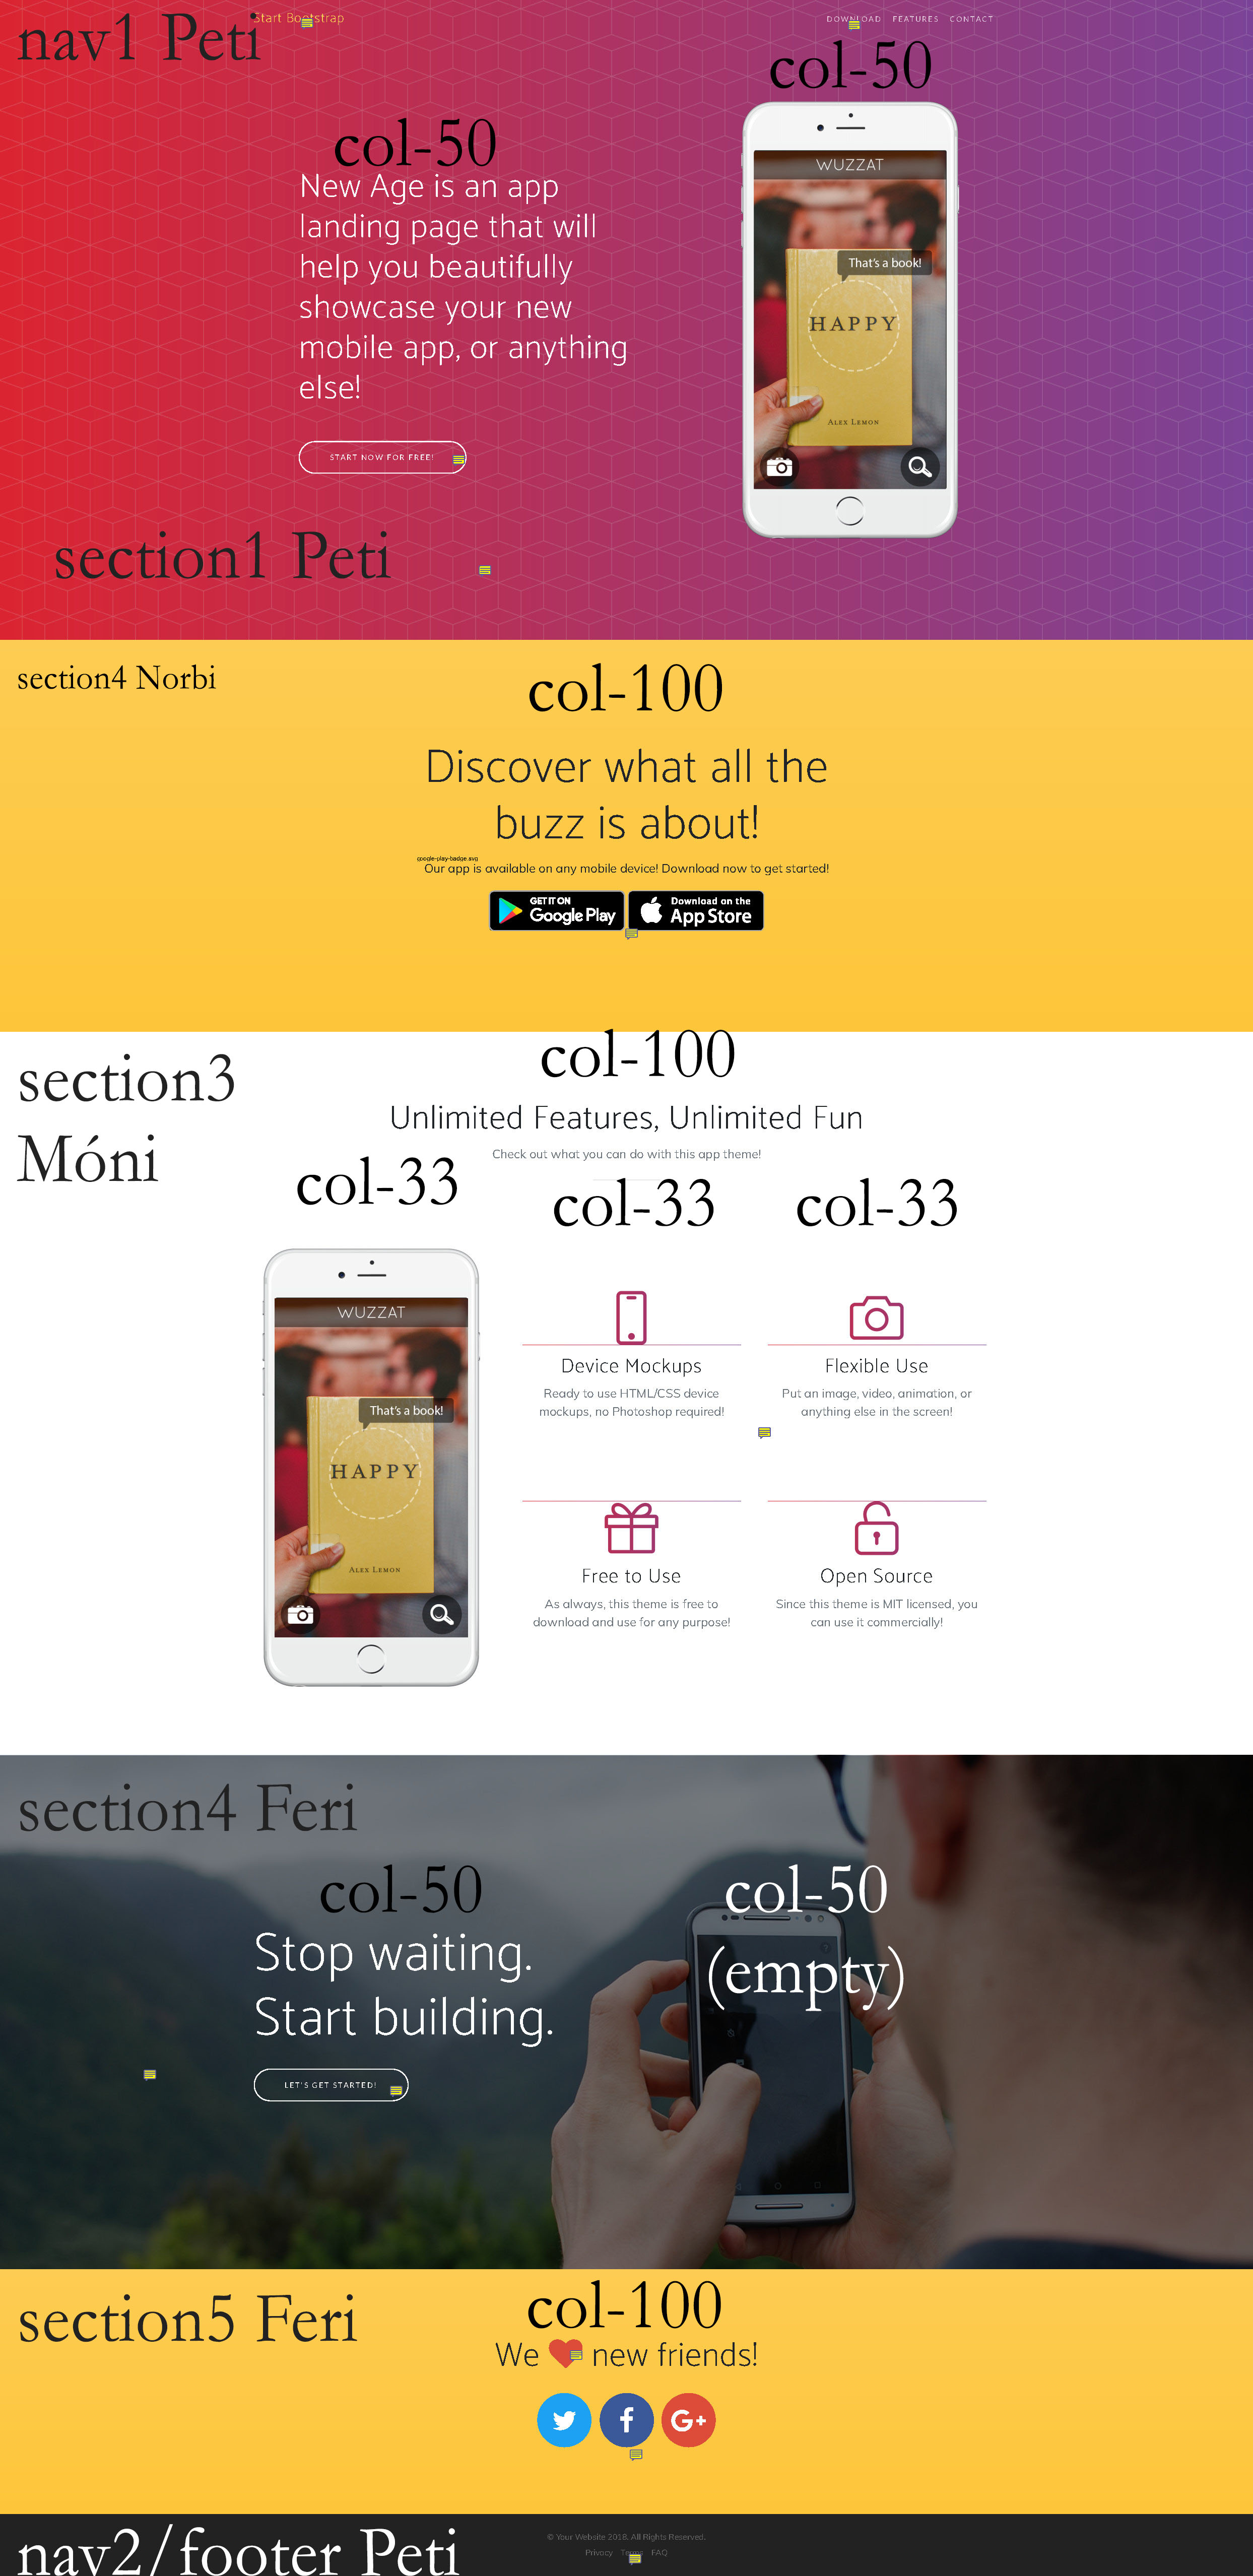 nav1 Peti
Start Bootstrap
DOWNLOAD FEATURES CONTACT
col-50
col-50
New Age is an app
landing page that will
help you beautifully
showcase your new
mobile app, or anything
else!
START NOW FOR FREE!
WUZZAT
That's a book!
HAPPY
ALEX LEMON
section1 Peti
section4 Norbi
col-100
Discover what all the
buzz is about!
google-play-badge.svg
Our app is available on any mobile device! Download now to get started!
GET IT ON
Google Play
Download on the
App Store
section3
Móni
col-100
Unlimited Features, Unlimited Fun
Check out what you can do with this app theme!
col-33
col-33
col-33
WUZZAT
That's a book!
HAPPY
ALEX LEMON
Device Mockups
Ready to use HTML/CSS device
mockups, no Photoshop required!
Flexible Use
Put an image, video, animation, or
anything else in the screen!
Free to Use
As always, this theme is free to
download and use for any purpose!
Open Source
Since this theme is MIT licensed, you
can use it commercially!
section4 Feri
col-50
Stop waiting.
Start building.
LET'S GET STARTED!
col-50
(empty)
section5 Feri
col-100
We new friends!
G+
nav2/footer Peti
© Your Website 2018. All Rights Reserved.
Privacy Terms FAQ